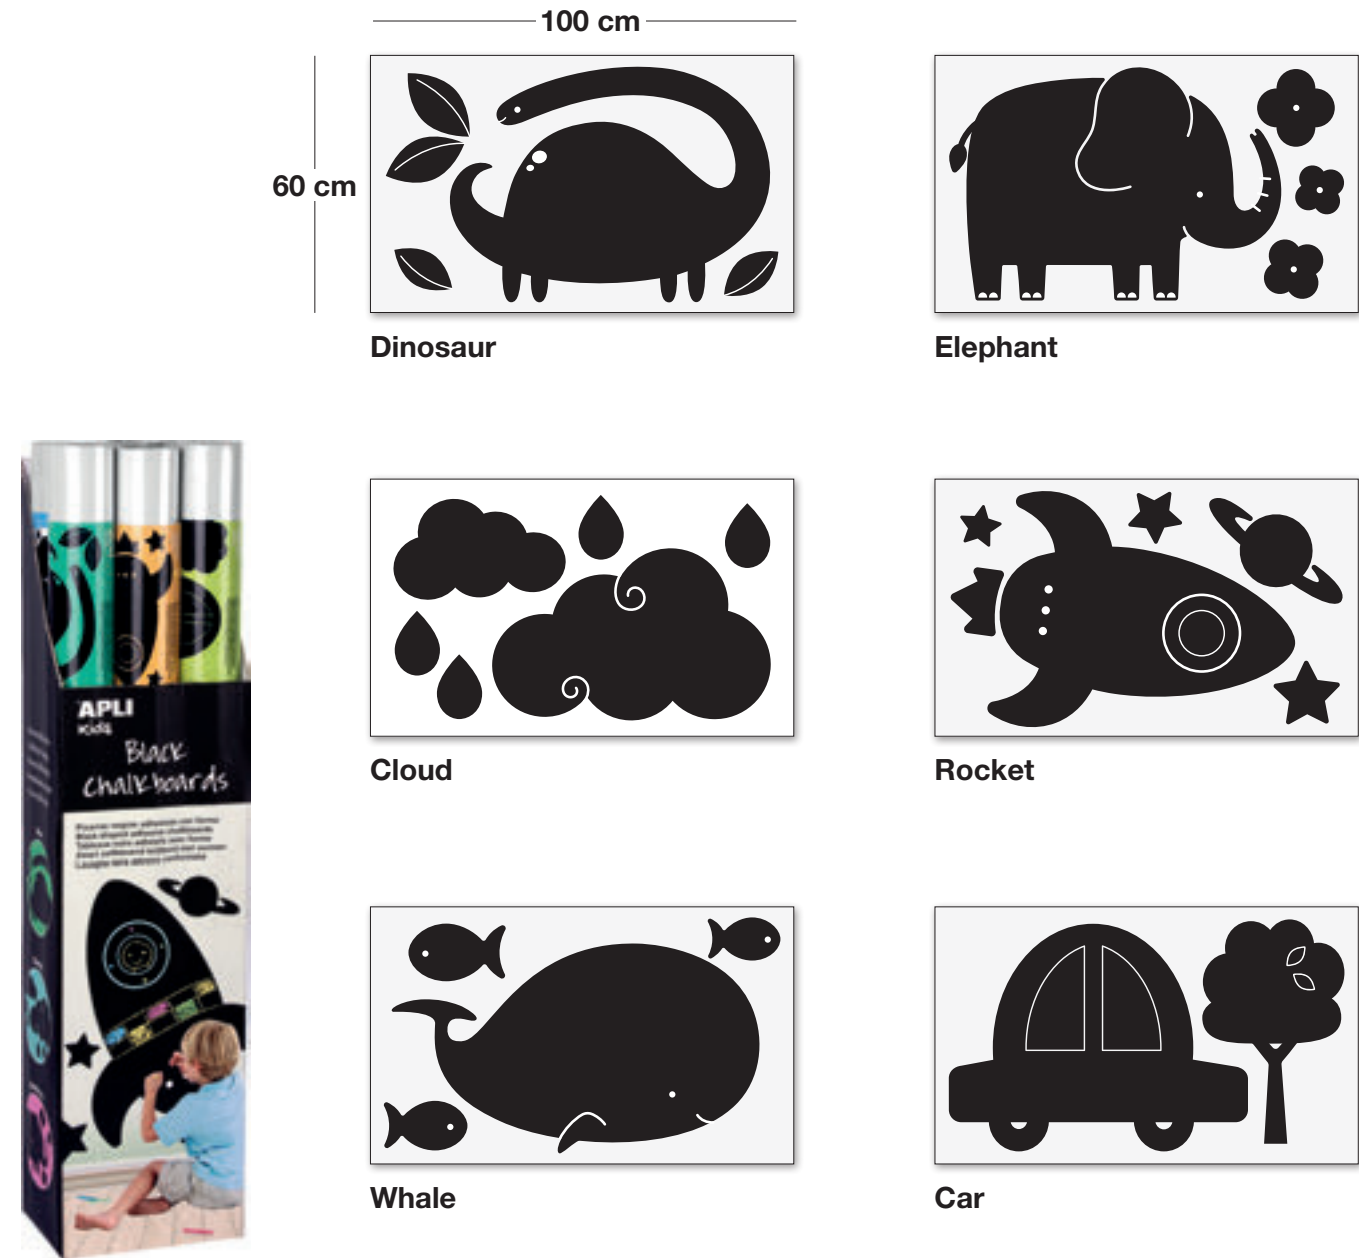 100 cm
60 cm
Dinosaur
Elephant
APLI
kids
Black
Chalkboards
Cloud
Rocket
Whale
Car